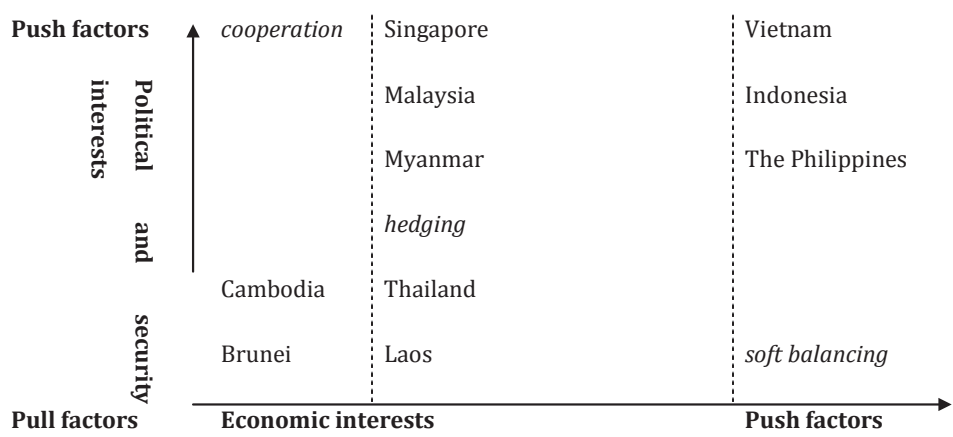 Push factors cooperation Singapore Vietnam
Political and security
interests
Malaysia Indonesia
Myanmar The Philippines
hedging
Cambodia Thailand
Brunei Laos soft balancing
Pull factors Economic interests Push factors